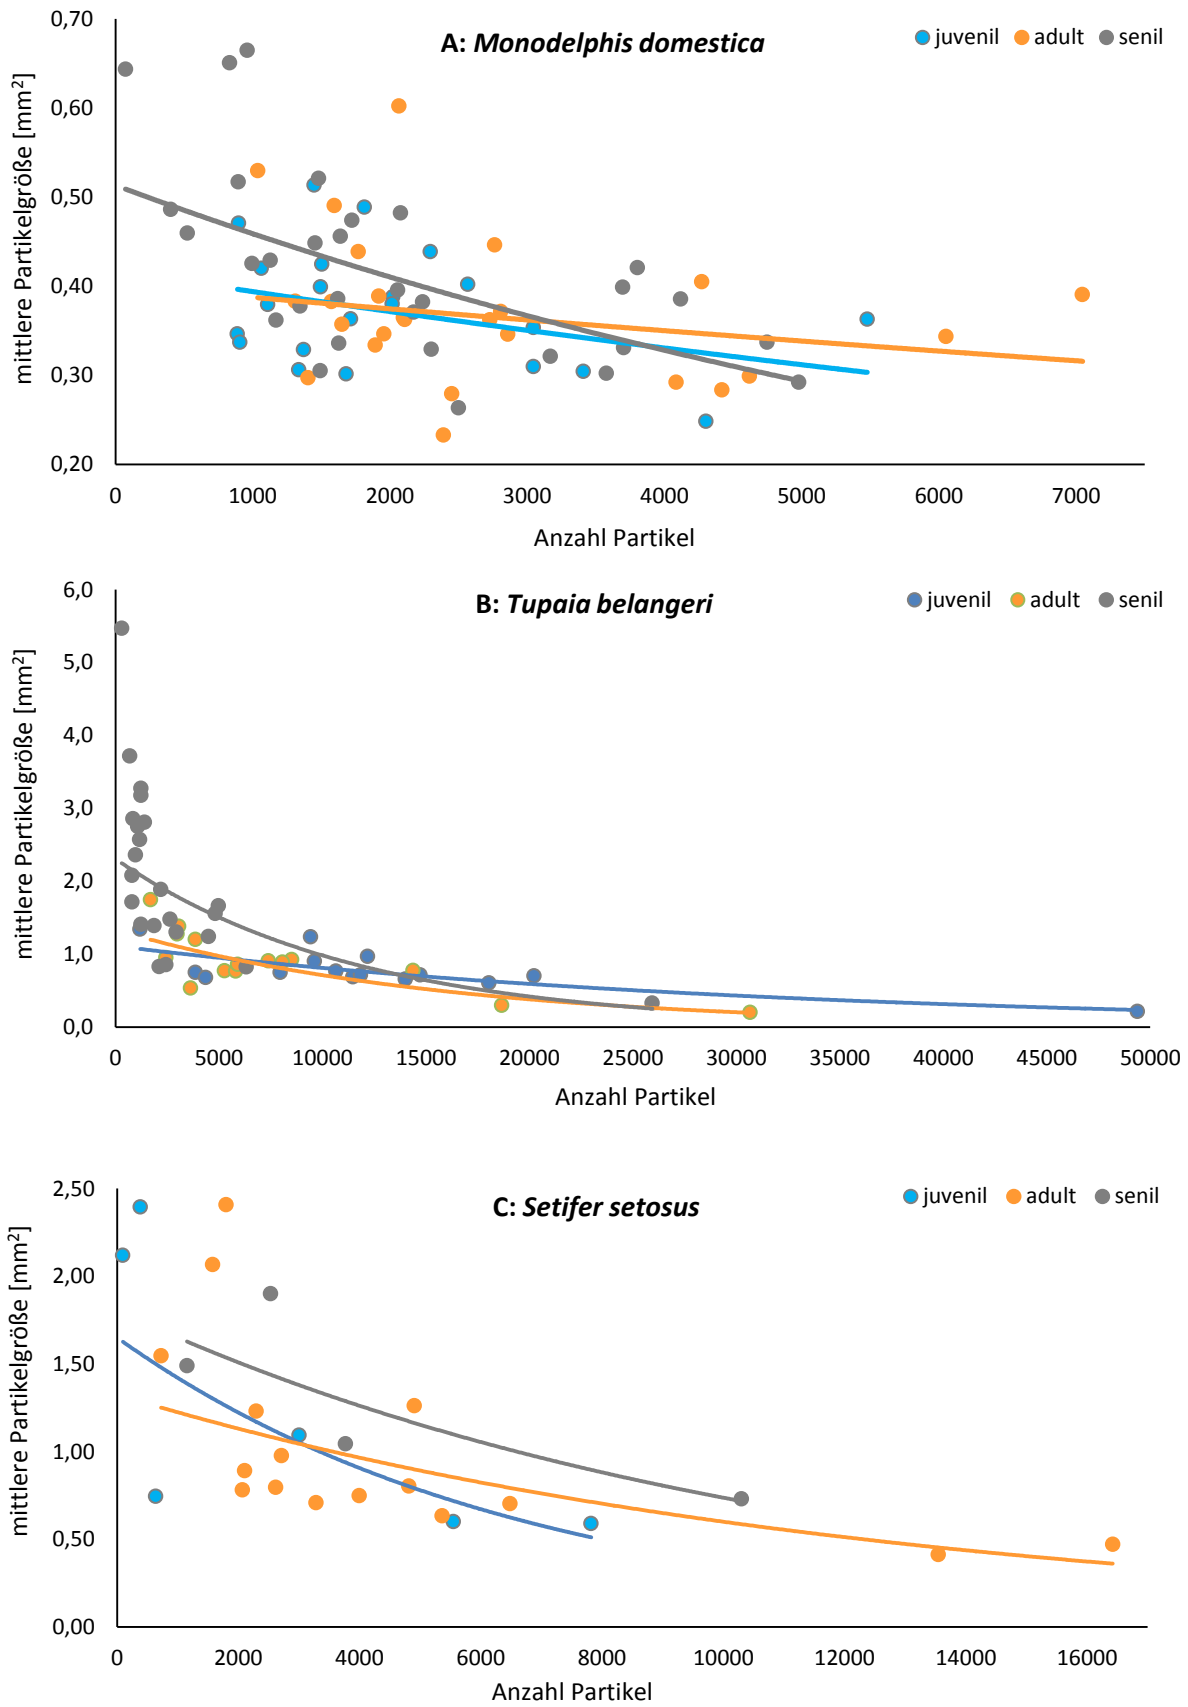 A: Monodelphis domestica
juvenil adult senil
mittlere Partikelgröße [mm²]
0,70
0,60
0,50
0,40
0,30
0,20
0 1000 2000 3000 4000 5000 6000 7000
Anzahl Partikel
B: Tupaia belangeri
juvenil adult senil
mittlere Partikelgröße [mm²]
6,0
5,0
4,0
3,0
2,0
1,0
0,0
0 5000 10000 15000 20000 25000 30000 35000 40000 45000 50000
Anzahl Partikel
C: Setifer setosus
juvenil adult senil
mittlere Partikelgröße [mm²]
2,50
2,00
1,50
1,00
0,50
0,00
0 2000 4000 6000 8000 10000 12000 14000 16000
Anzahl Partikel